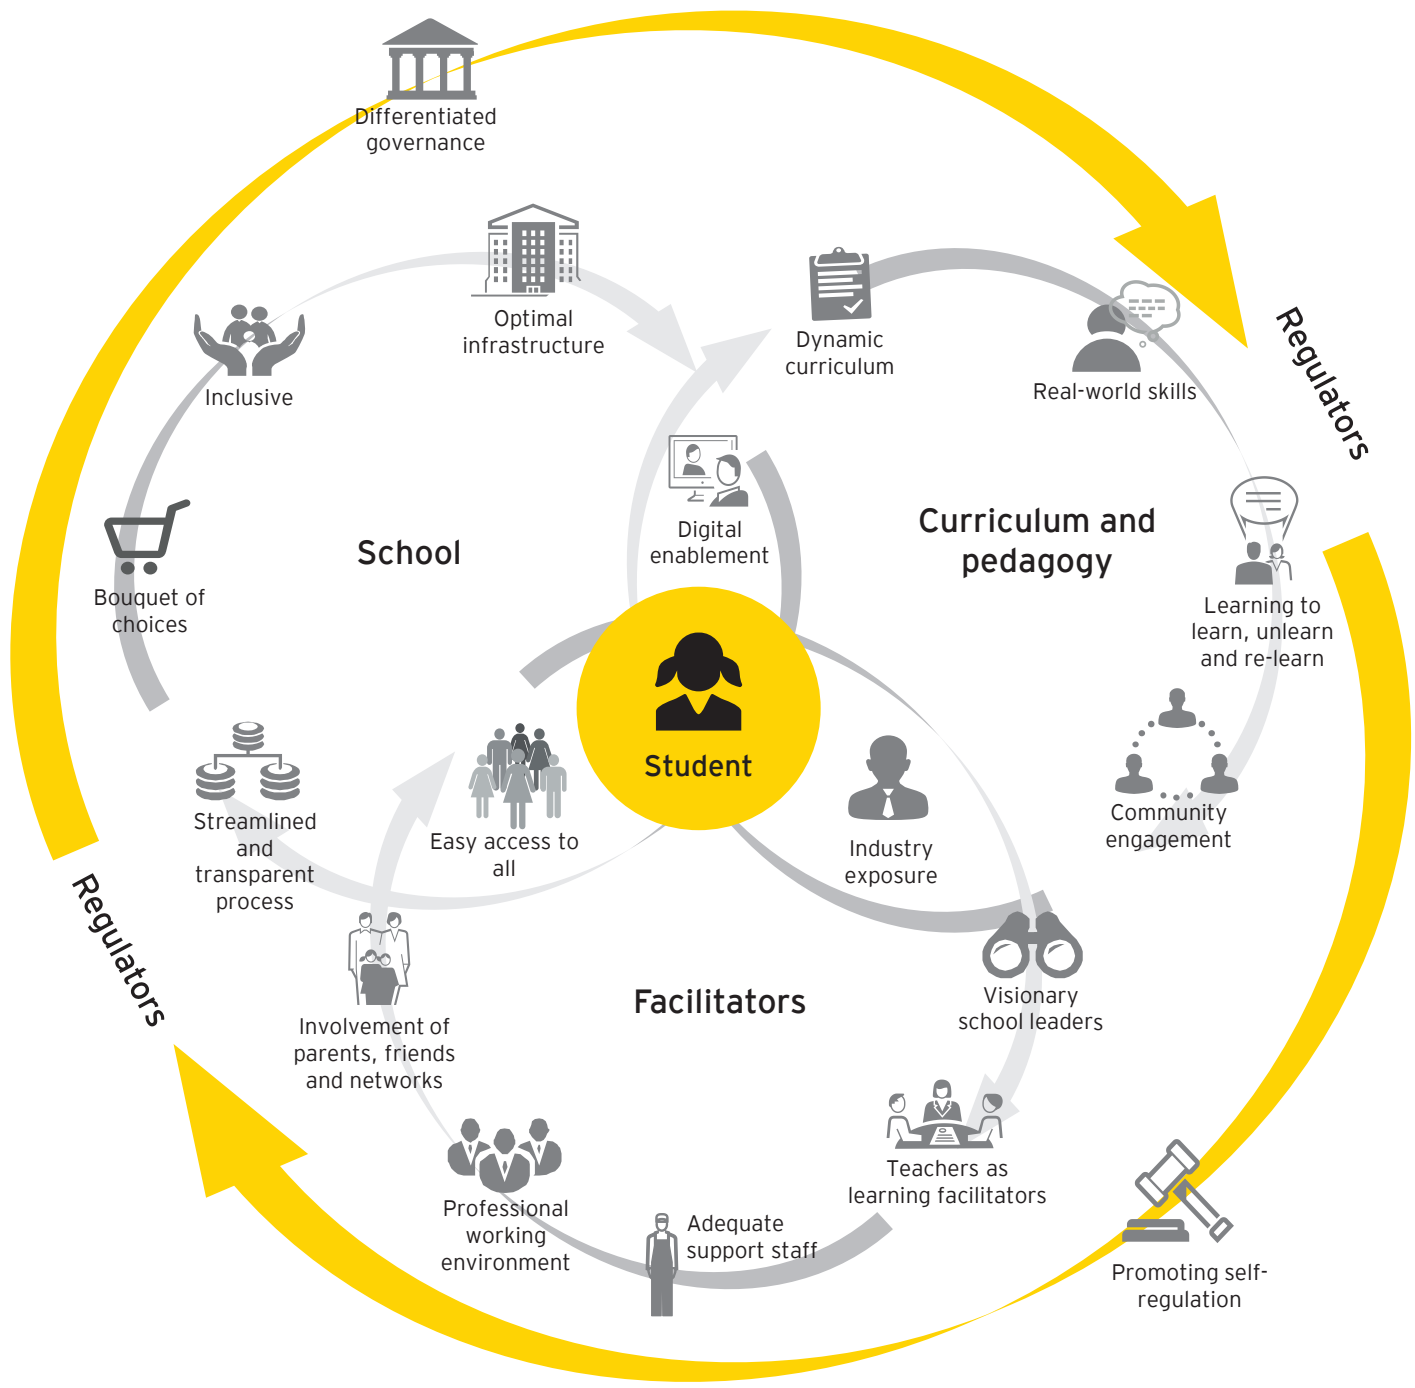 Differentiated
governance
Optimal
infrastructure
Dynamic
curriculum
Real-world skills
Inclusive
Regulators
Digital
enablement
School
Curriculum and
pedagogy
Bouquet of
choices
Learning to
learn, unlearn
and re-learn
Student
Streamlined
and
transparent
process
Easy access to
all
Industry
exposure
Community
engagement
Regulators
Involvement of
parents, friends
and networks
Facilitators
Visionary
school leaders
Teachers as
learning facilitators
Professional
working
environment
Adequate
support staff
Promoting self-
regulation